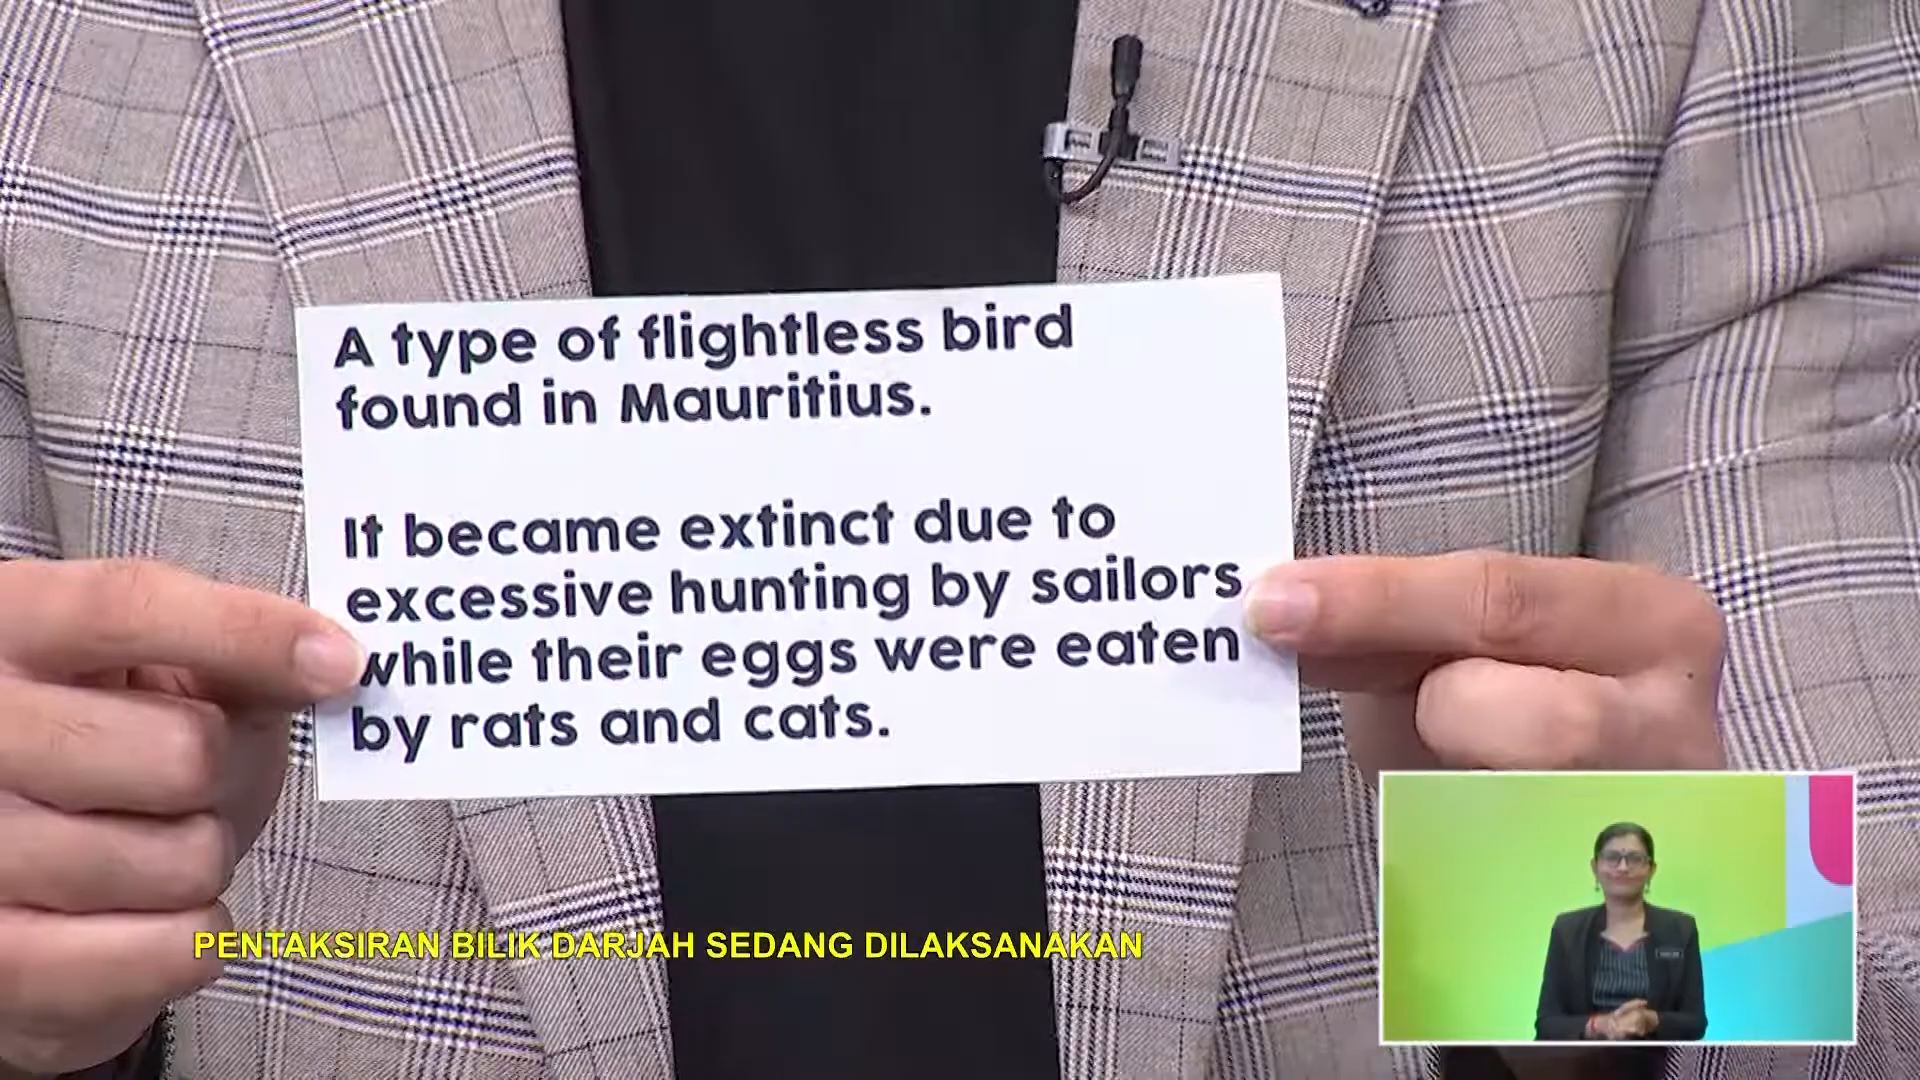 A type of flightless bird
found in Mauritius.
It became extinct due to
excessive hunting by sailors
while their eggs were eaten
by rats and cats.
PENTAKSIRAN BILIK DARJAH SEDANG DILAKSANAKAN